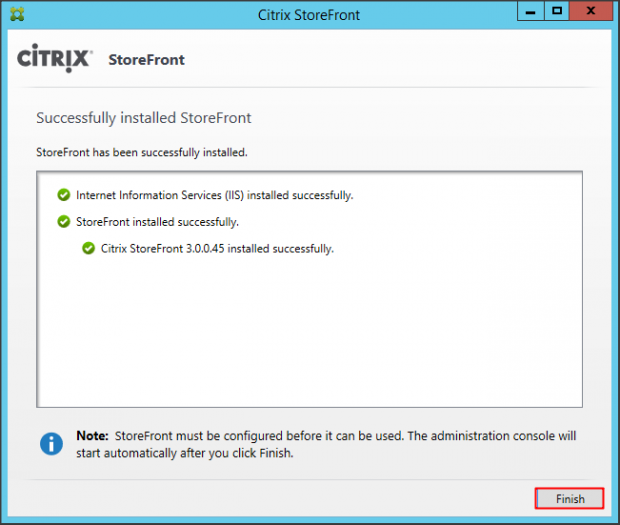 Citrix StoreFront
CİTRIX® StoreFront
Successfully installed StoreFront
StoreFront has been successfully installed.
Internet Information Services (IIS) installed successfully.
StoreFront installed successfully.
Citrix StoreFront 3.0.0.45 installed successfully.
Note: StoreFront must be configured before it can be used. The administration console will
start automatically after you click Finish.
Finish